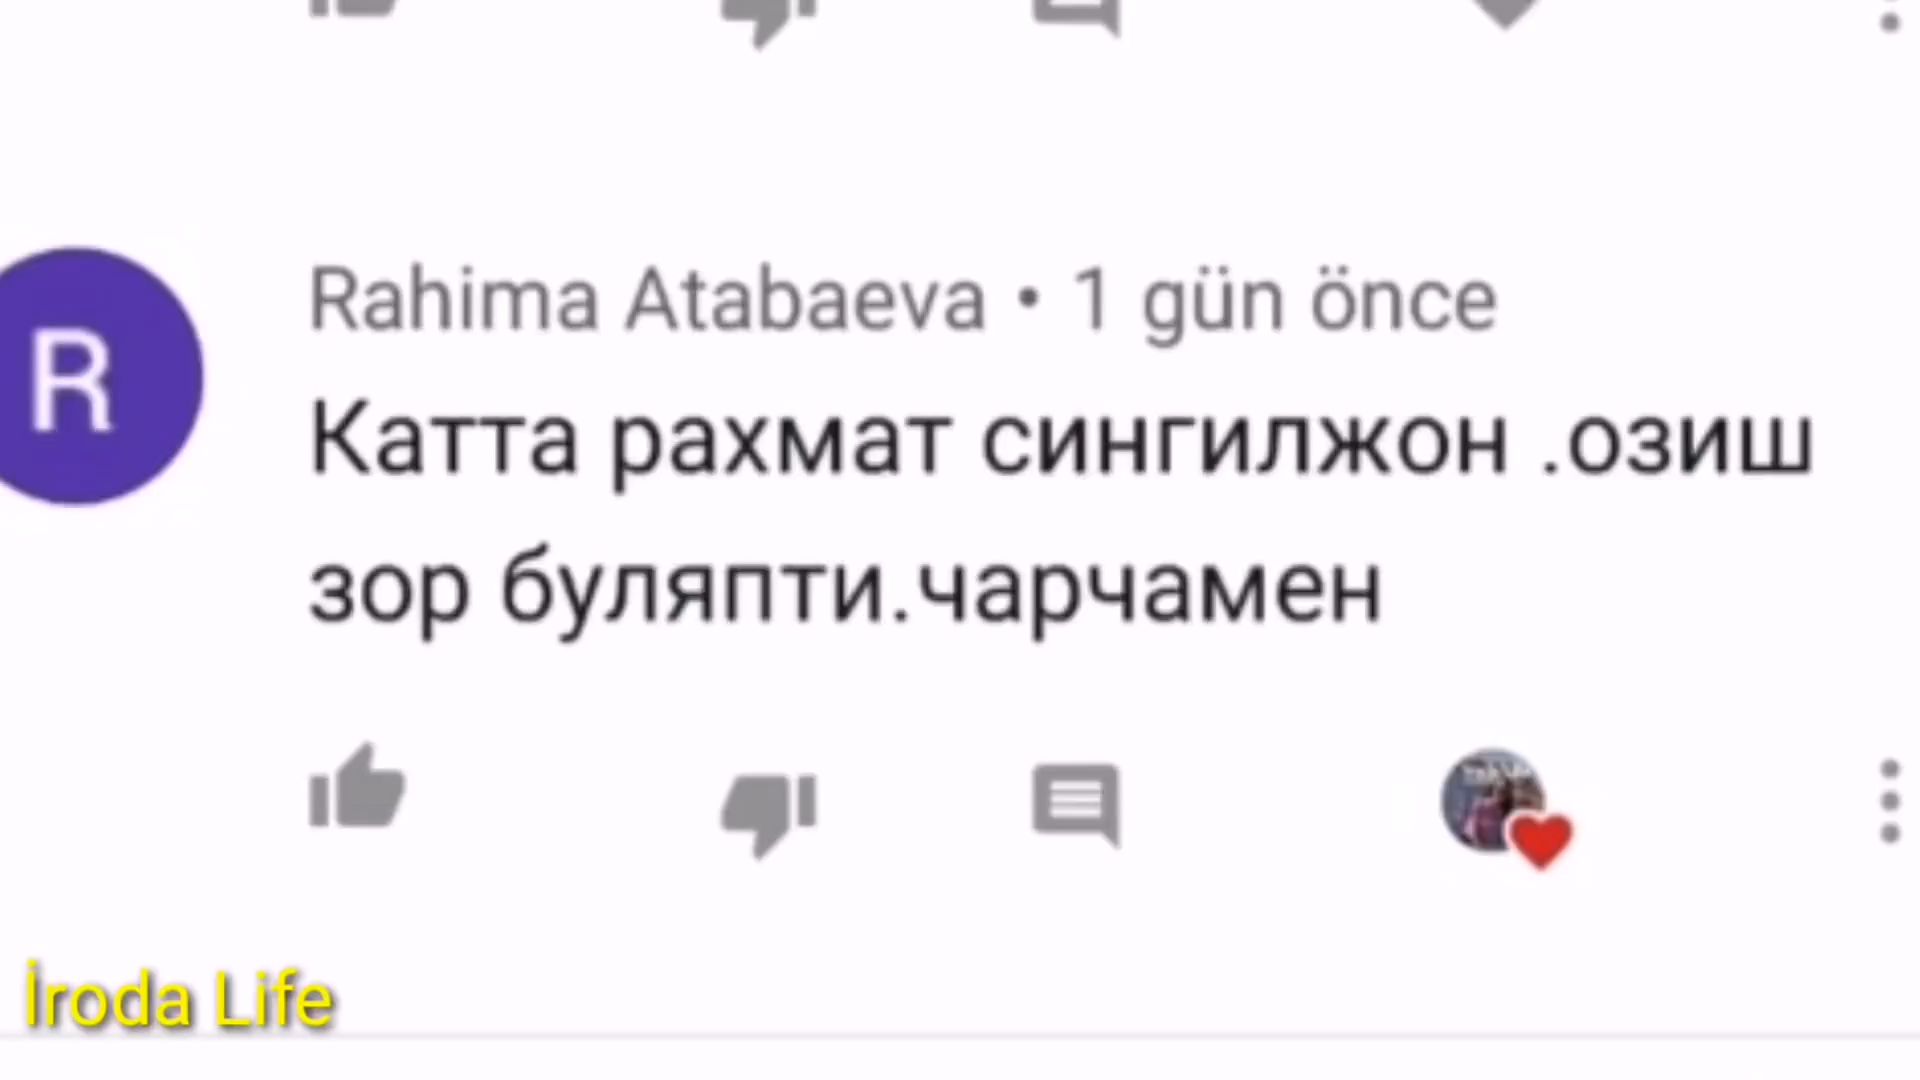 R
Rahima Atabaeva • 1 gün önce
Катта рахмат сингилжон .озиш
зор буляпти.чарчамен
İroda Life